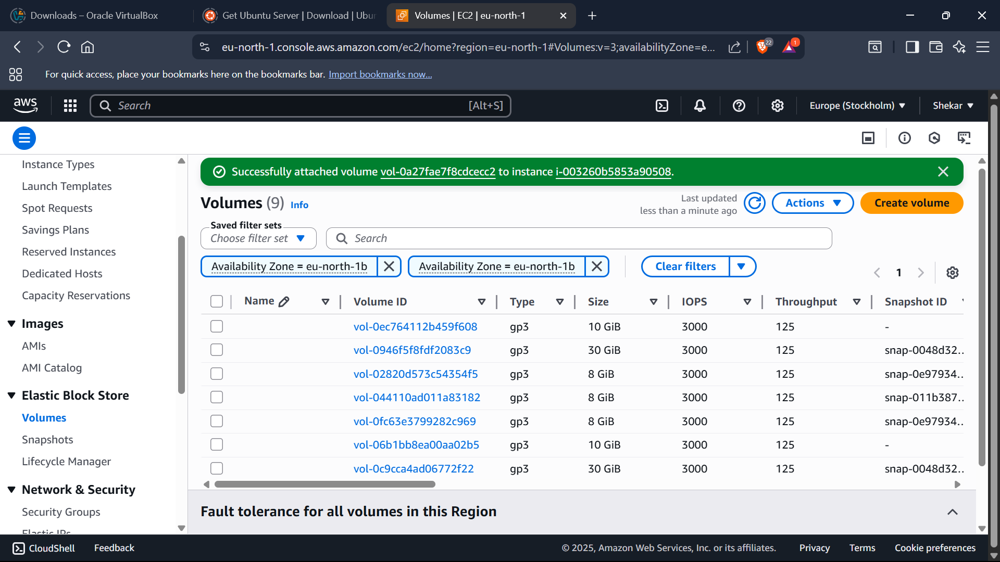 Downloads – Oracle VirtualBox
Get Ubuntu Server | Download | Ubun
Volumes | EC2 | eu-north-1
eu-north-1.console.aws.amazon.com/ec2/home?region=eu-north-1#Volumes:v=3;availabilityZone=e...
22
1
For quick access, place your bookmarks here on the bookmarks bar. Import bookmarks now...
aws
Search
[Alt+S]
Europe (Stockholm)
Shekar
Instance Types
Launch Templates
Spot Requests
Savings Plans
Reserved Instances
Dedicated Hosts
Capacity Reservations
Images
AMIs
AMI Catalog
Elastic Block Store
Volumes
Snapshots
Lifecycle Manager
Network & Security
Security Groups
Elastic IPs
Successfully attached volume vol-0a27fae7f8cdcecc2 to instance i-003260b5853a90508.
Volumes (9) Info
Last updated
less than a minute ago
Actions
Create volume
Saved filter sets
Choose filter set
Search
Availability Zone = eu-north-1b
Availability Zone = eu-north-1b
Clear filters
1
Name Volume ID Type Size IOPS Throughput Snapshot ID
vol-0ec764112b459f608 gp3 10 GiB 3000 125 -
vol-0946f5f8fdf2083c9 gp3 30 GiB 3000 125 snap-0048d32...
vol-02820d573c54354f5 gp3 8 GiB 3000 125 snap-0e97934...
vol-044110ad011a83182 gp3 8 GiB 3000 125 snap-011b387...
vol-0fc63e3799282c969 gp3 8 GiB 3000 125 snap-0e97934...
vol-06b1bb8ea00aa02b5 gp3 10 GiB 3000 125 -
vol-0c9cca4ad06772f22 gp3 30 GiB 3000 125 snap-0048d32...
Fault tolerance for all volumes in this Region
CloudShell
Feedback
© 2025, Amazon Web Services, Inc. or its affiliates.
Privacy
Terms
Cookie preferences